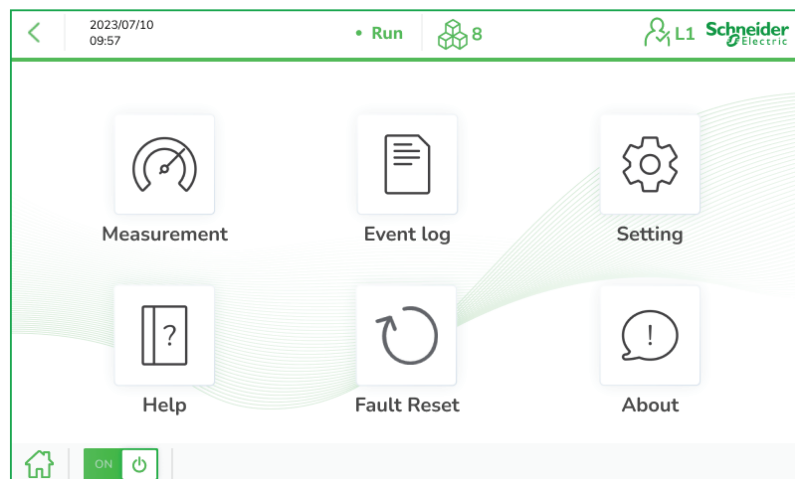 2023/07/10
09:57
• Run
8
L1
Schneider
Electric
Measurement
Event log
Setting
?
!
Help
Fault Reset
About
ON